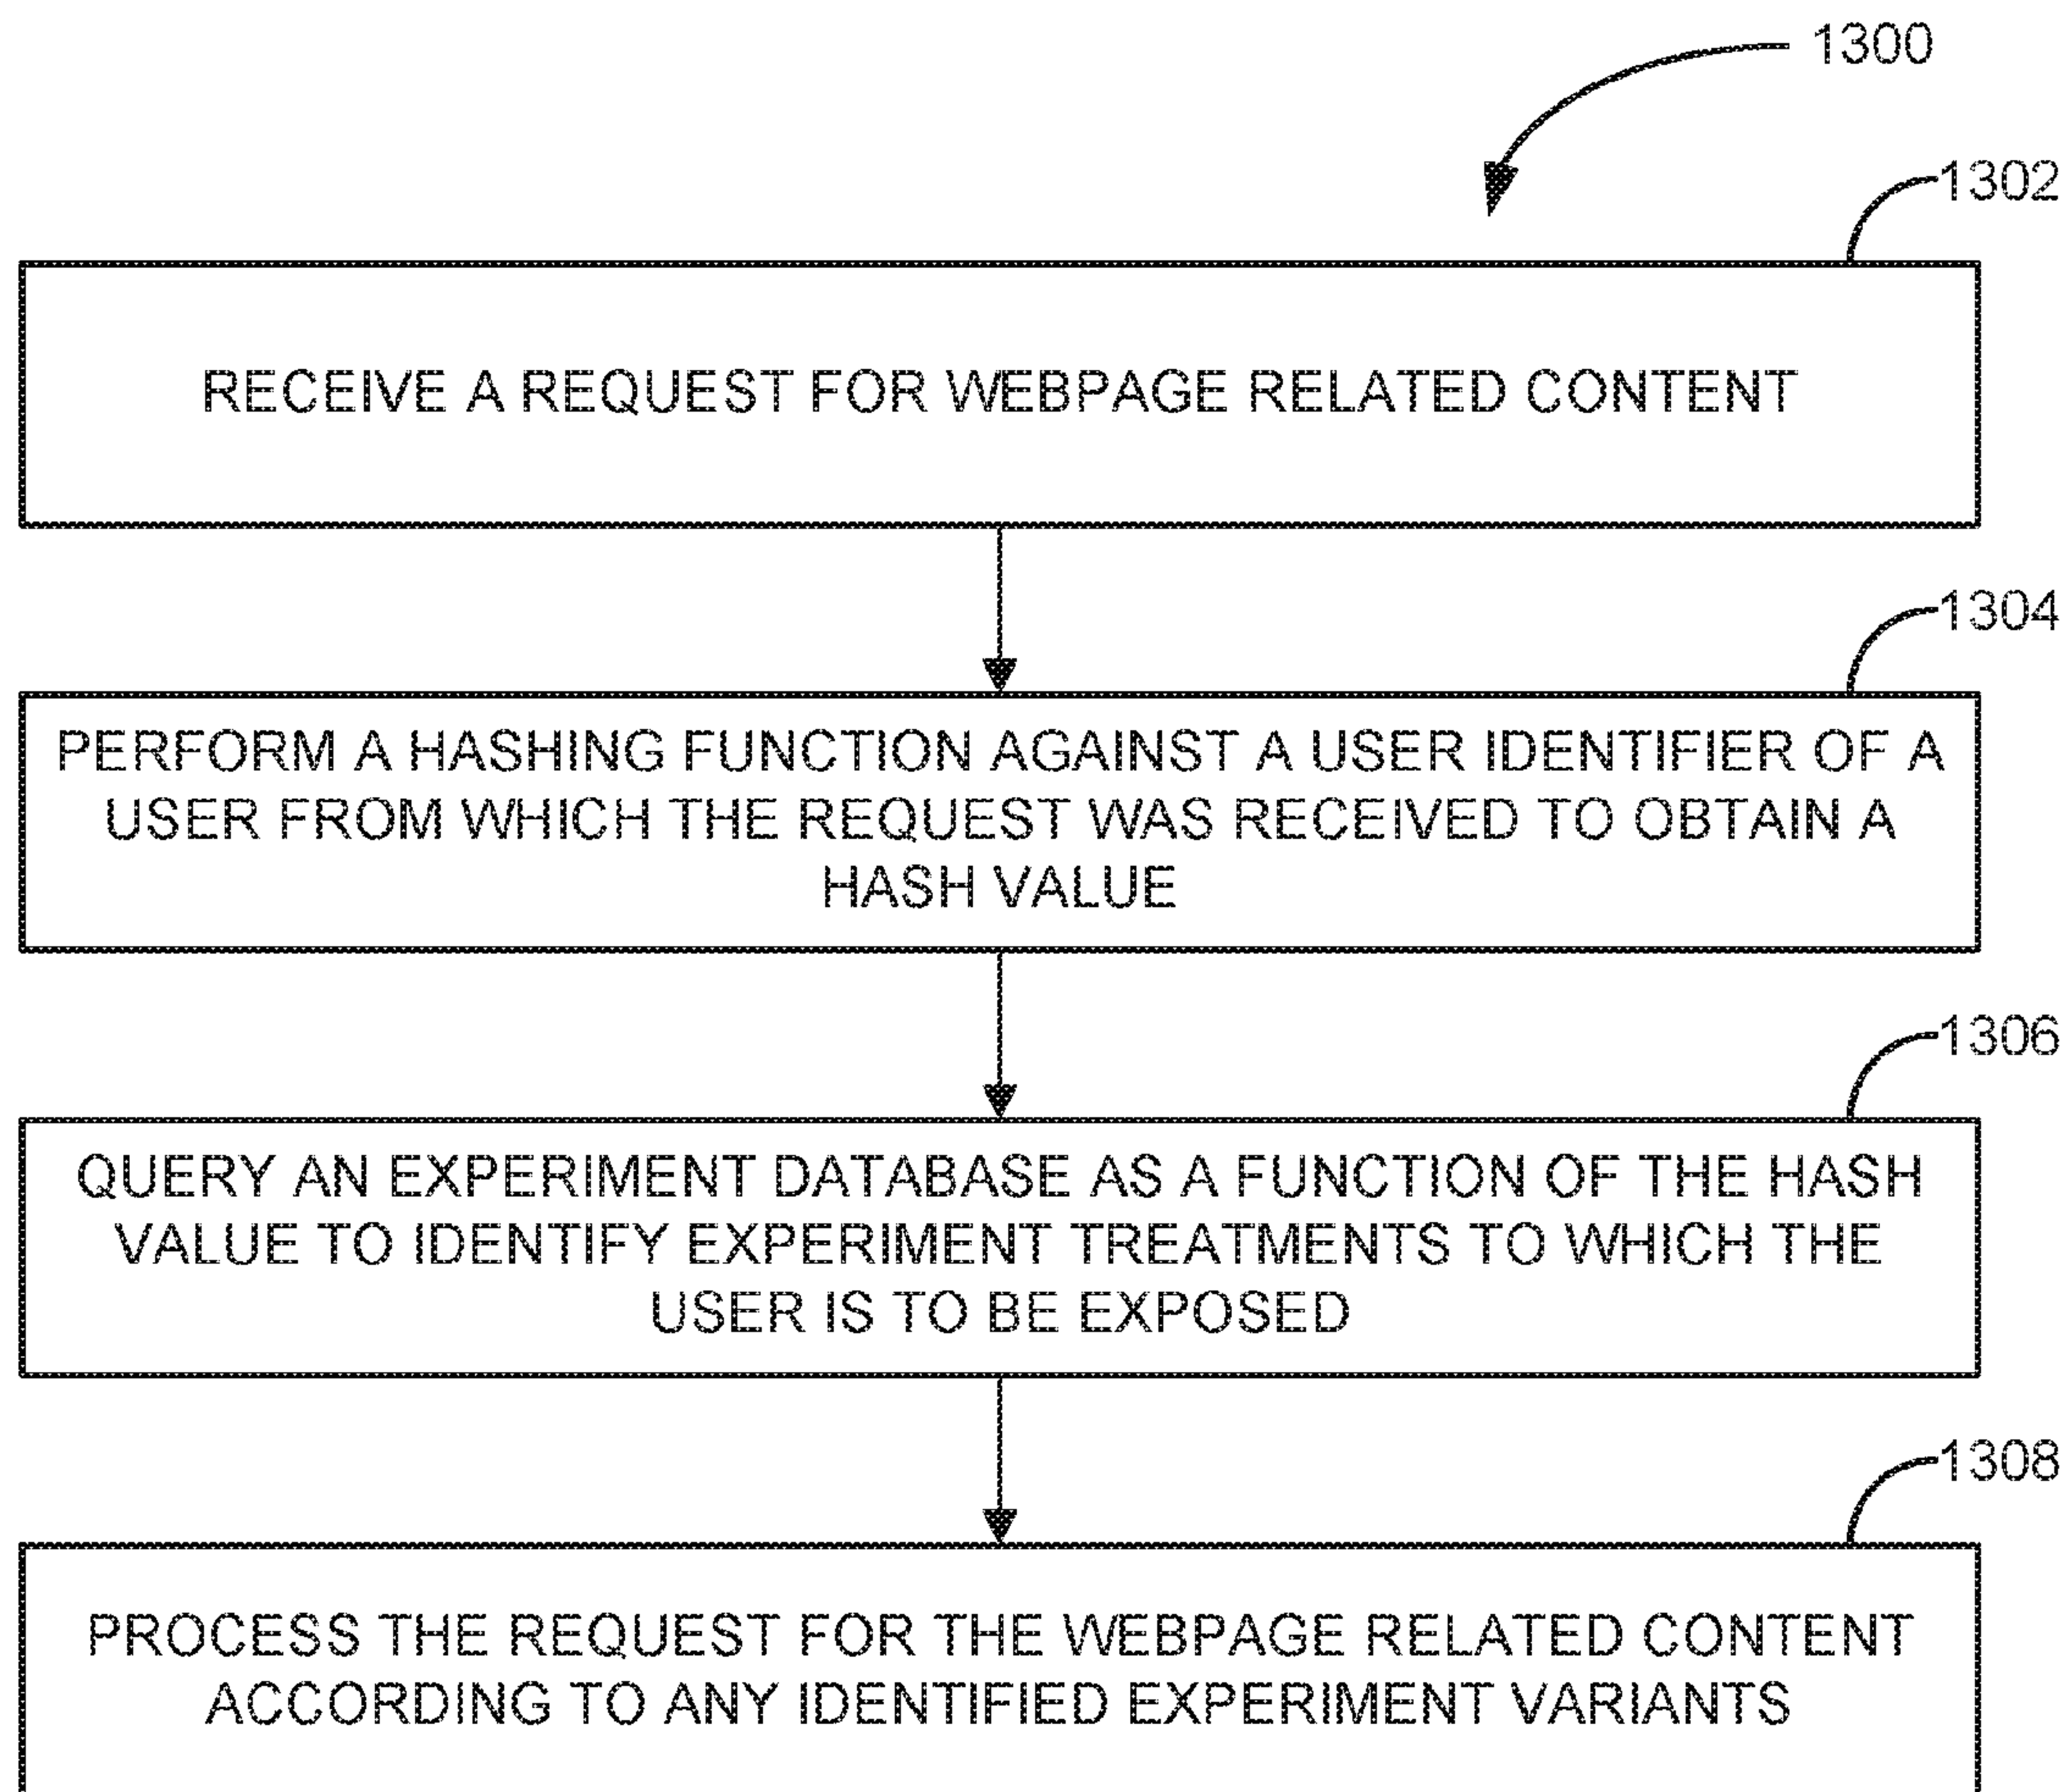 1300
1302
RECEIVE A REQUEST FOR WEBPAGE RELATED CONTENT
1304
PERFORM A HASHING FUNCTION AGAINST A USER IDENTIFIER OF A
USER FROM WHICH THE REQUEST WAS RECEIVED TO OBTAIN A
HASH VALUE
1306
QUERY AN EXPERIMENT DATABASE AS A FUNCTION OF THE HASH
VALUE TO IDENTIFY EXPERIMENT TREATMENTS TO WHICH THE
USER IS TO BE EXPOSED
1308
PROCESS THE REQUEST FOR THE WEBPAGE RELATED CONTENT
ACCORDING TO ANY IDENTIFIED EXPERIMENT VARIANTS